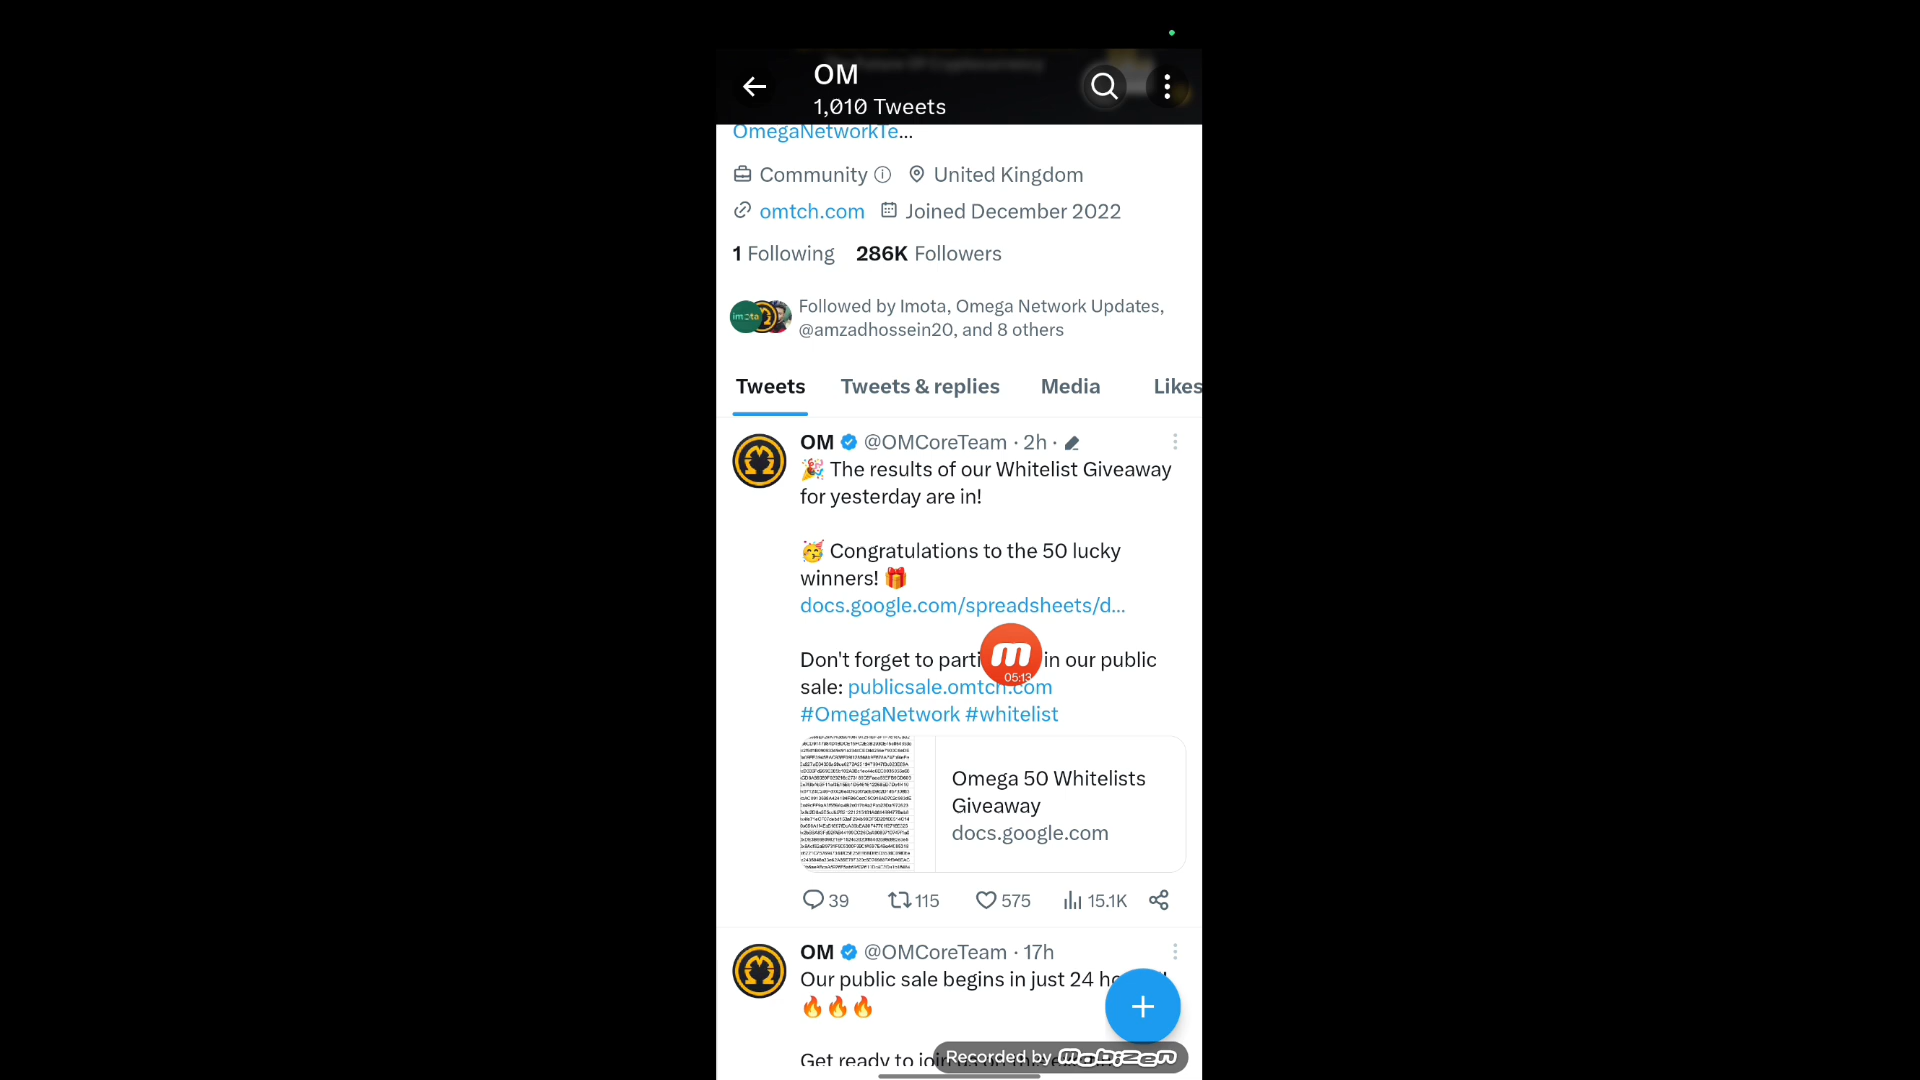 OM
1,010 Tweets
OmegaNetworkTe...
Community United Kingdom
omtch.com Joined December 2022
1 Following 286K Followers
Followed by Imota, Omega Network Updates,
@amzadhossein20, and 8 others
Tweets Tweets & replies Media Likes
OM @OMCoreTeam · 2h ·
🎉 The results of our Whitelist Giveaway
for yesterday are in!
🥳 Congratulations to the 50 lucky
winners! 🎁
docs.google.com/spreadsheets/d...
Don't forget to parti in our public
05:13
sale: publicsale.omtch.com
#OmegaNetwork #whitelist
Omega 50 Whitelists
Giveaway
docs.google.com
39 115 575 15.1K
OM @OMCoreTeam · 17h
Our public sale begins in just 24
🔥🔥🔥
Get ready to
Recorded by mobizen